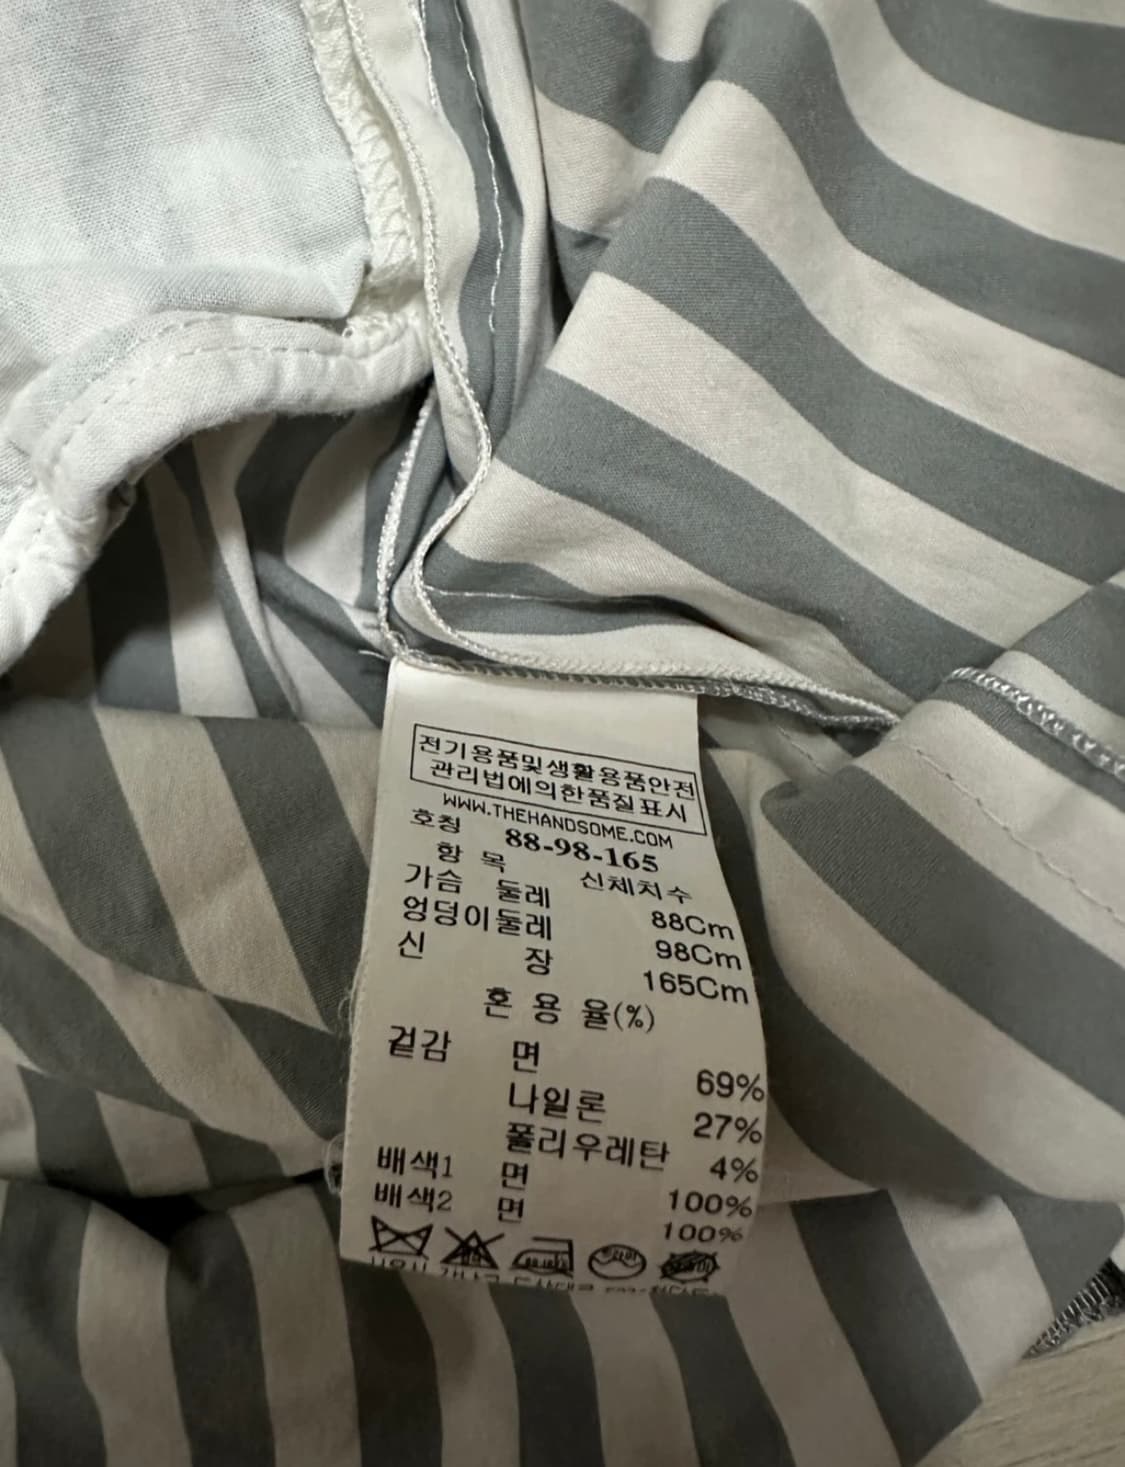 전기용품및생활용품안전
관리법에의한품질표시
WWW.THEHANDSOME.COM
호칭 88-98-165
항 목 신체치수
가슴 둘레 88Cm
엉덩이둘레 98Cm
신 장 165Cm
혼 용 율(%)
겉감 면 69%
나일론 27%
폴리우레탄 4%
배색1 면 100%
배색2 면 100%